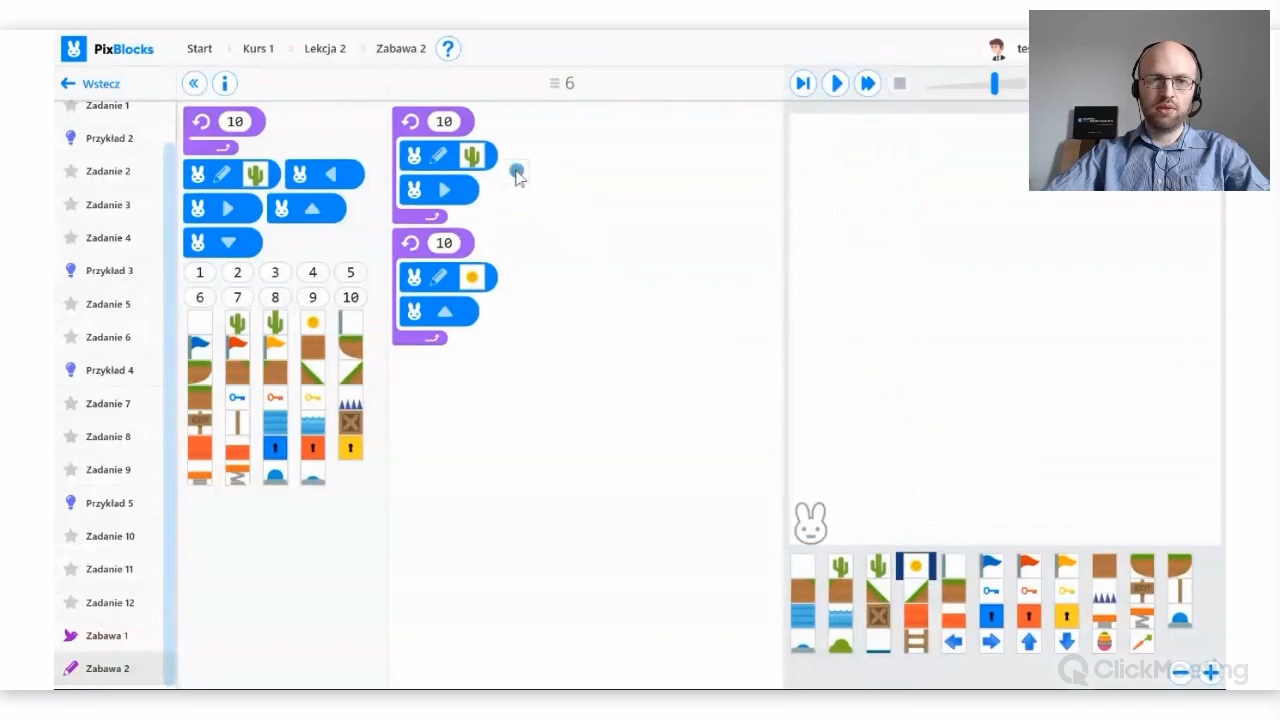 PixBlocks Start Kurs 1 Lekcja 2 Zabawa 2 ? te
Wstecz
6
Zadanie 1
Przykład 2
Zadanie 2
Zadanie 3
Zadanie 4
Przykład 3
Zadanie 5
Zadanie 6
Przykład 4
Zadanie 7
Zadanie 8
Zadanie 9
Przykład 5
Zadanie 10
Zadanie 11
Zadanie 12
Zabawa 1
Zabawa 2
10
1 2 3 4 5
6 7 8 9 10
10
10
ClickMeeting